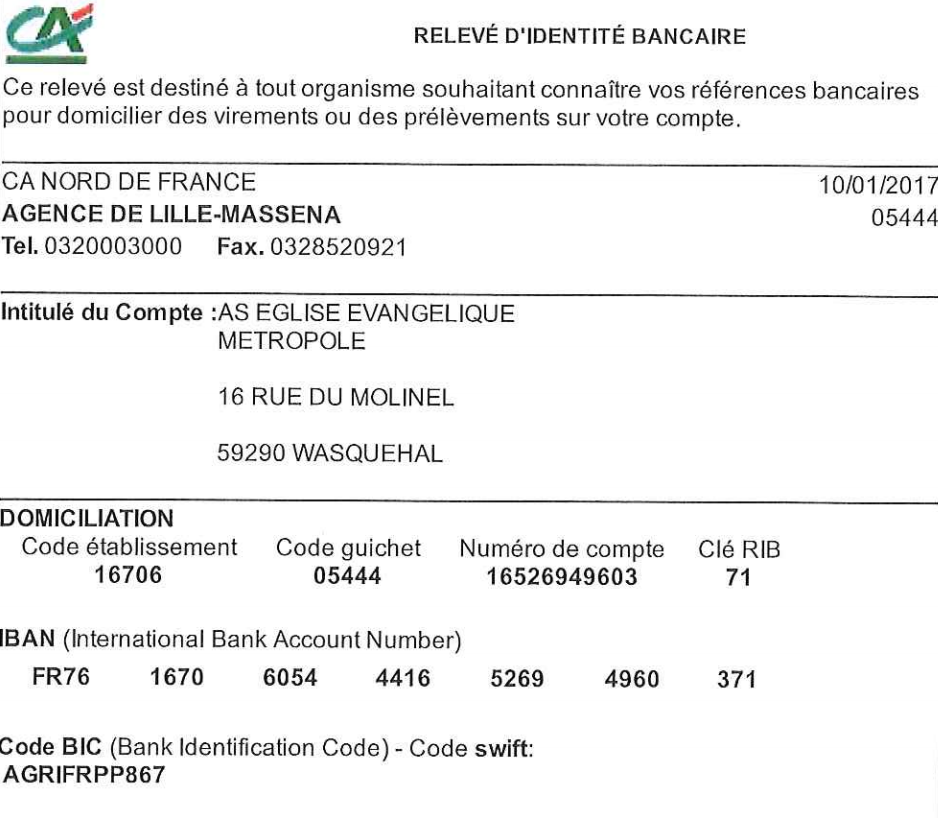 CA
RELEVÉ D'IDENTITÉ BANCAIRE
Ce relevé est destiné à tout organisme souhaitant connaître vos références bancaires
pour domicilier des virements ou des prélèvements sur votre compte.
CA NORD DE FRANCE 10/01/2017
AGENCE DE LILLE-MASSENA 05444
Tel. 0320003000 Fax. 0328520921
Intitulé du Compte :AS EGLISE EVANGELIQUE
METROPOLE
16 RUE DU MOLINEL
59290 WASQUEHAL
DOMICILIATION
Code établissement Code guichet Numéro de compte Clé RIB
16706 05444 16526949603 71
IBAN (International Bank Account Number)
FR76 1670 6054 4416 5269 4960 371
Code BIC (Bank Identification Code) - Code swift:
AGRIFRPP867